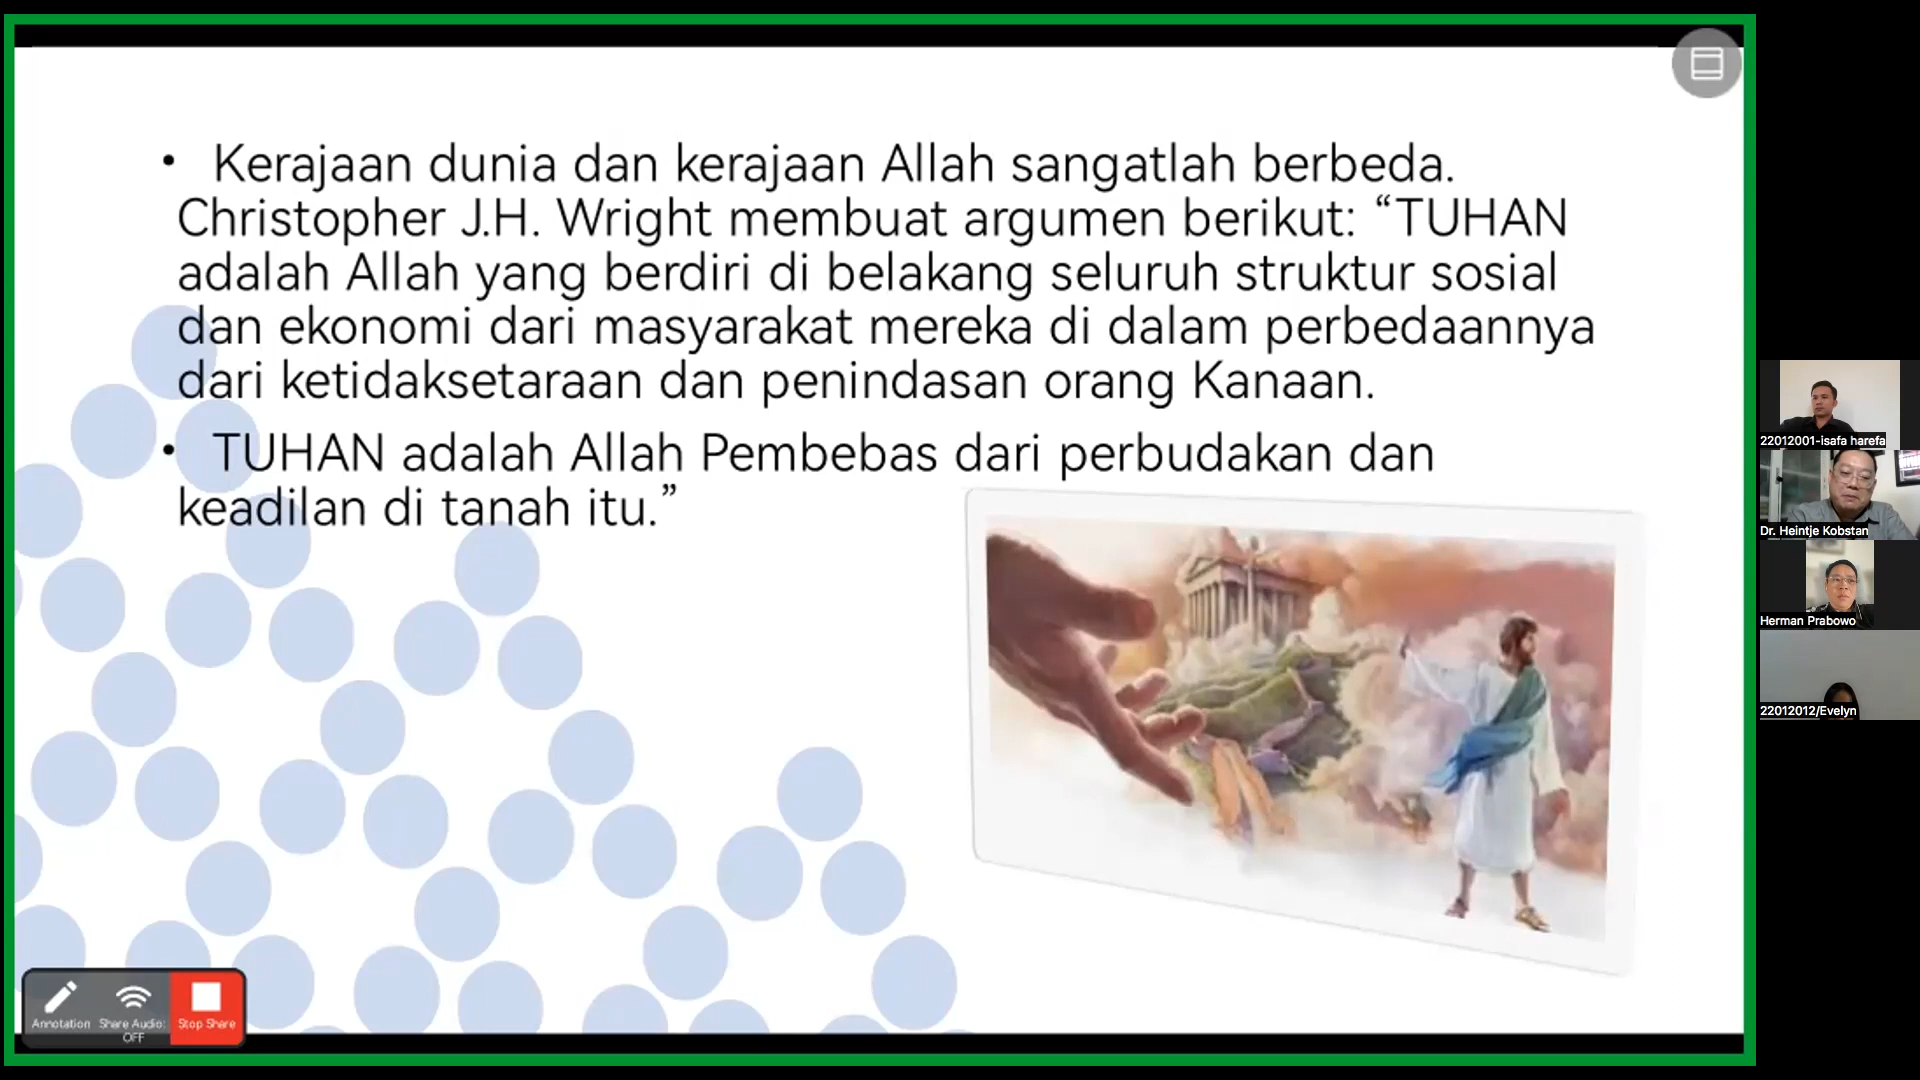 • Kerajaan dunia dan kerajaan Allah sangatlah berbeda.
Christopher J.H. Wright membuat argumen berikut: “TUHAN
adalah Allah yang berdiri di belakang seluruh struktur sosial
dan ekonomi dari masyarakat mereka di dalam perbedaannya
dari ketidaksetaraan dan penindasan orang Kanaan.
• TUHAN adalah Allah Pembebas dari perbudakan dan
keadilan di tanah itu.”
22012001-isafa harefa
Dr. Heintje Kobstan
Herman Prabowo
22012012/Evelyn
Annotation
Share Audio:
OFF
Stop Share